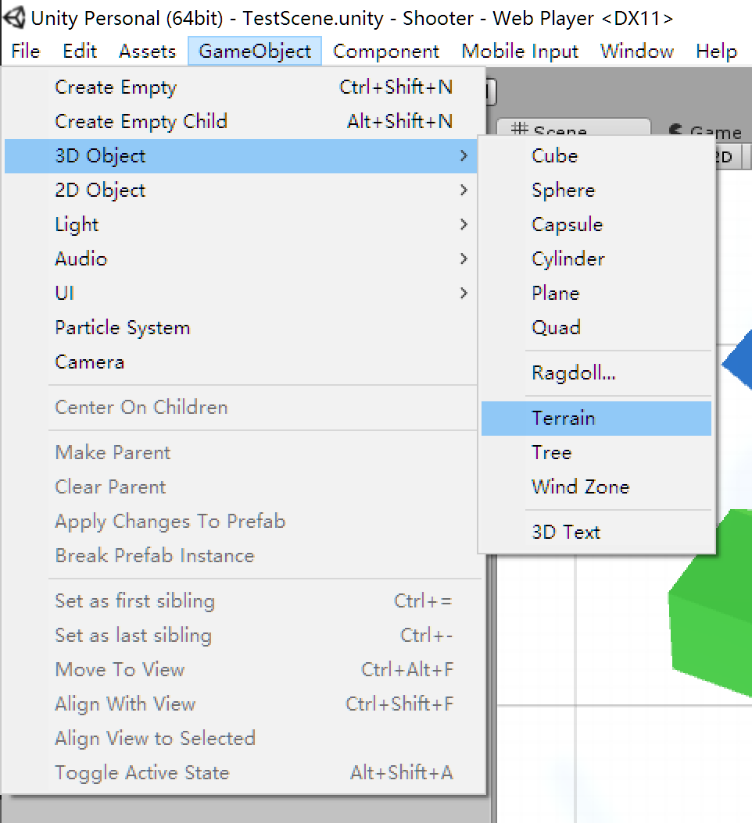 Unity Personal (64bit) - TestScene.unity - Shooter - Web Player <DX11>
File Edit Assets GameObject Component Mobile Input Window Help
Create Empty Ctrl+Shift+N
Create Empty Child Alt+Shift+N
Scene Game
3D Object Cube 2D
2D Object Sphere
Light Capsule
Audio Cylinder
UI Plane
Particle System Quad
Camera Ragdoll...
Center On Children Terrain
Make Parent Tree
Clear Parent Wind Zone
Apply Changes To Prefab 3D Text
Break Prefab Instance
Set as first sibling Ctrl+=
Set as last sibling Ctrl+-
Move To View Ctrl+Alt+F
Align With View Ctrl+Shift+F
Align View to Selected
Toggle Active State Alt+Shift+A